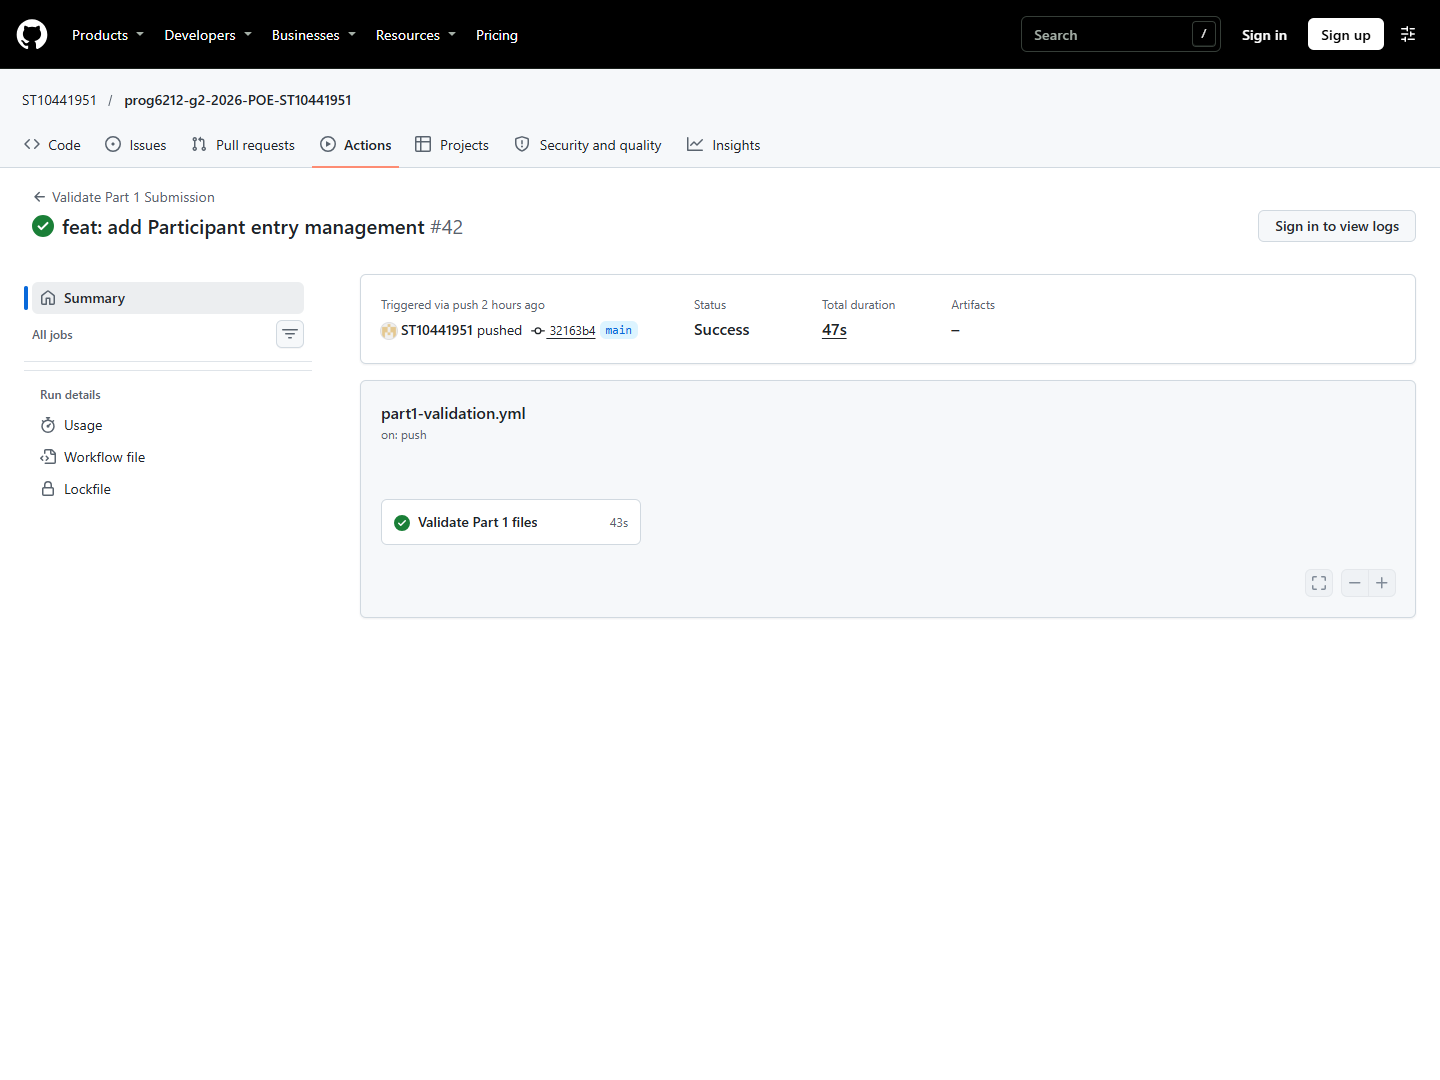 Products Developers Businesses Resources Pricing Search / Sign in Sign up
ST10441951 / prog6212-g2-2026-POE-ST10441951
Code Issues Pull requests Actions Projects Security and quality Insights
Validate Part 1 Submission
feat: add Participant entry management #42
Sign in to view logs
Summary
All jobs
Run details
Usage
Workflow file
Lockfile
Triggered via push 2 hours ago
ST10441951 pushed 32163b4 main
Status
Success
Total duration
47s
Artifacts
–
part1-validation.yml
on: push
Validate Part 1 files 43s